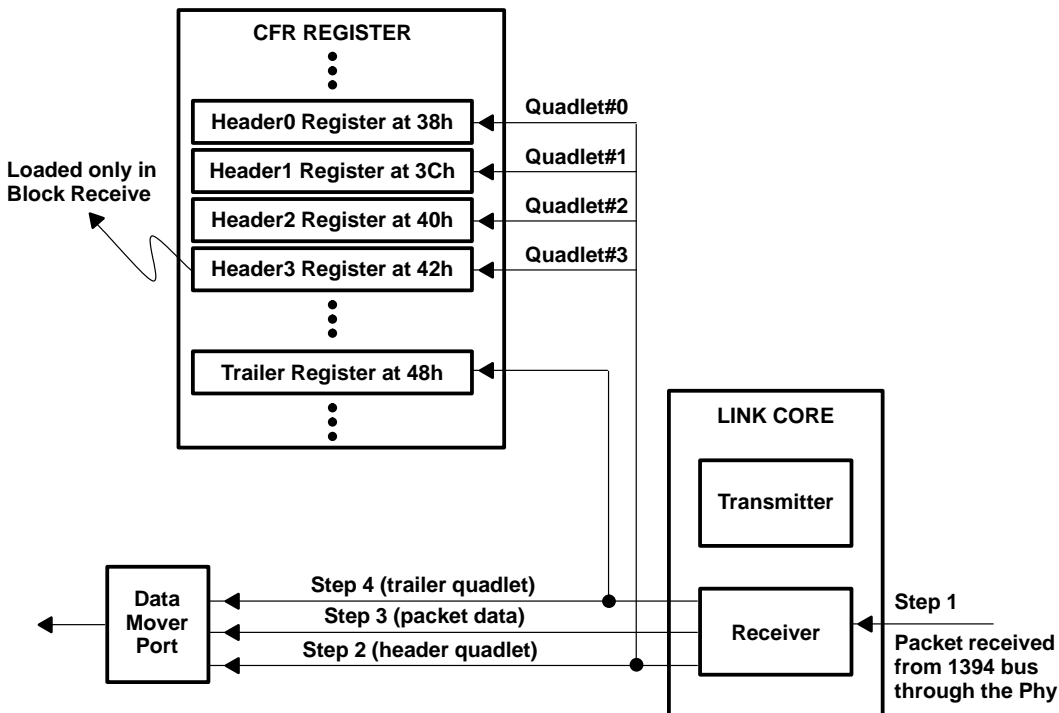 CFR REGISTER
Header0 Register at 38h
Quadlet#0
Header1 Register at 3Ch
Quadlet#1
Loaded only in
Block Receive
Header2 Register at 40h
Quadlet#2
Header3 Register at 42h
Quadlet#3
Trailer Register at 48h
LINK CORE
Transmitter
Data
Mover
Port
Step 4 (trailer quadlet)
Step 3 (packet data)
Step 2 (header quadlet)
Receiver
Step 1
Packet received
from 1394 bus
through the Phy